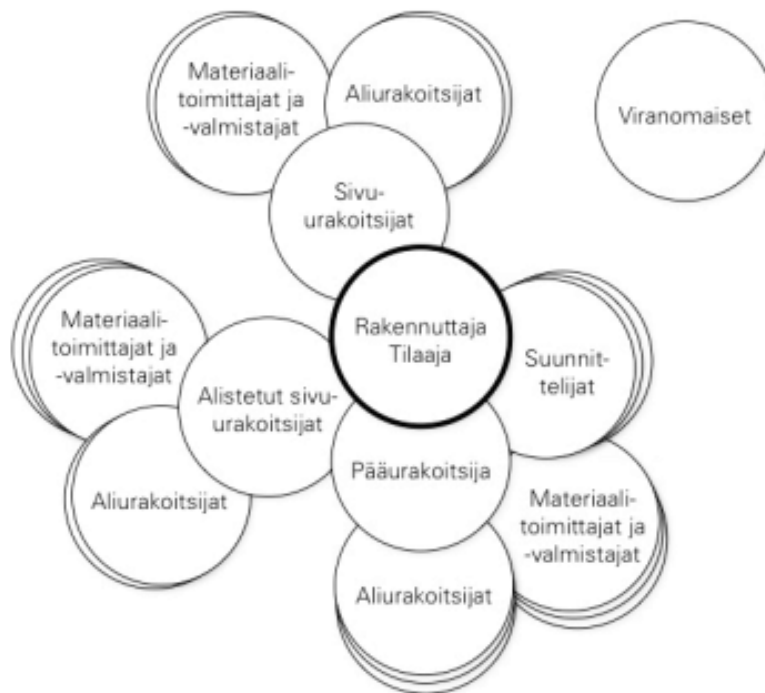 Materiaali-
toimittajat ja
-valmistajat
Aliurakoitsijat
Viranomaiset
Sivu-
urakoitsijat
Rakennuttaja
Tilaaja
Materiaali-
toimittajat ja
-valmistajat
Suunnit-
telijat
Alistetut sivu-
urakoitsijat
Pääurakoitsija
Aliurakoitsijat
Materiaali-
toimittajat ja
-valmistajat
Aliurakoitsijat